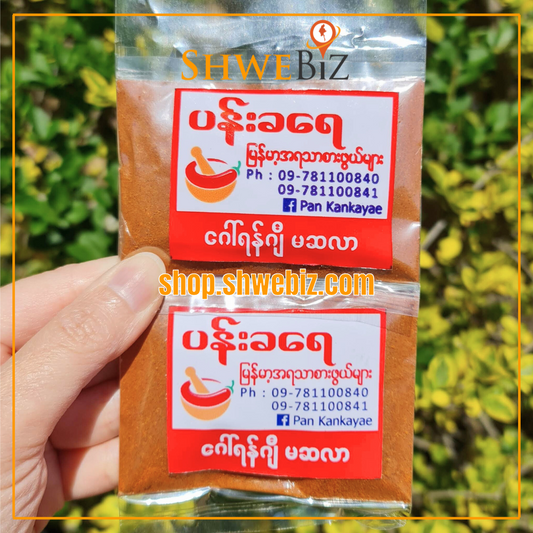 SHWEBIZ
ပန်းခရေ
မြန်မာ့အရသာစားဖွယ်များ
Ph : 09-781100840
09-781100841
f Pan Kankayae
ဂေါ်ရန်ဂျီ မဆလာ
shop.shwebiz.com
ပန်းခရေ
မြန်မာ့အရသာစားဖွယ်များ
Ph : 09-781100840
09-781100841
f Pan Kankayae
ဂေါ်ရန်ဂျီ မဆလာ